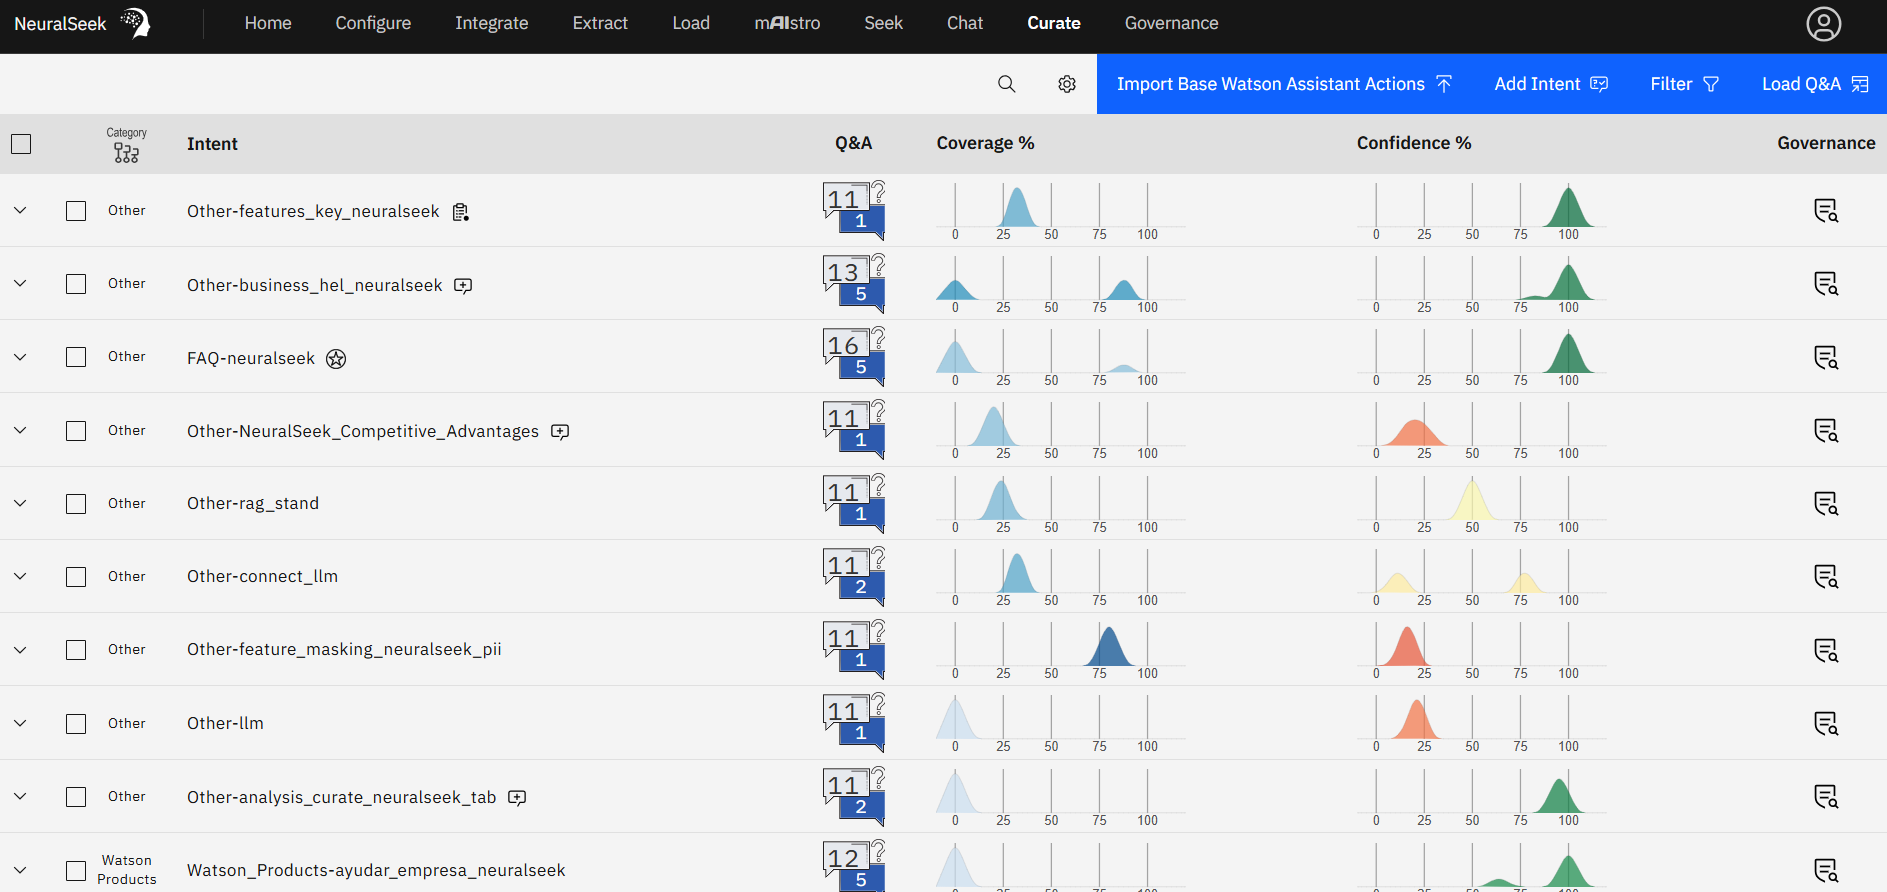 NeuralSeek Home Configure Integrate Extract Load mAIstro Seek Chat Curate Governance
Import Base Watson Assistant Actions Add Intent Filter Load Q&A
Category Intent Q&A Coverage % Confidence % Governance
Other Other-features_key_neuralseek 11 ? 1
0 25 50 75 100 0 25 50 75 100
Other Other-business_hel_neuralseek 13 ? 5
0 25 50 75 100 0 25 50 75 100
Other FAQ-neuralseek 16 ? 5
0 25 50 75 100 0 25 50 75 100
Other Other-NeuralSeek_Competitive_Advantages 11 ? 1
0 25 50 75 100 0 25 50 75 100
Other Other-rag_stand 11 ? 1
0 25 50 75 100 0 25 50 75 100
Other Other-connect_llm 11 ? 2
0 25 50 75 100 0 25 50 75 100
Other Other-feature_masking_neuralseek_pii 11 ? 1
0 25 50 75 100 0 25 50 75 100
Other Other-llm 11 ? 1
0 25 50 75 100 0 25 50 75 100
Other Other-analysis_curate_neuralseek_tab 11 ? 2
0 25 50 75 100 0 25 50 75 100
Watson Products Watson_Products-ayudar_empresa_neuralseek 12 ? 5